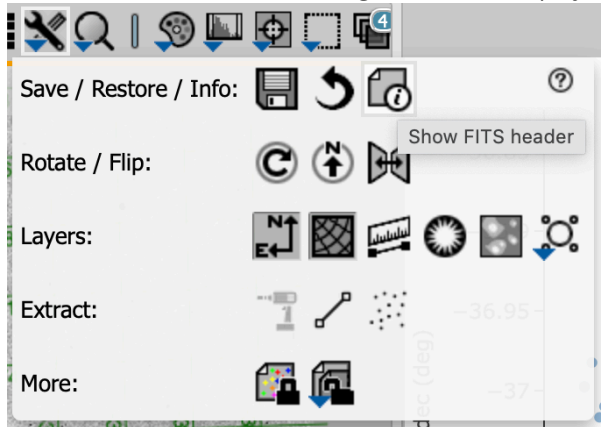 4
Save / Restore / Info:
Show FITS header
Rotate / Flip:
N
Layers:
N
E
Extract:
-36.95
More:
-37
dec (deg)